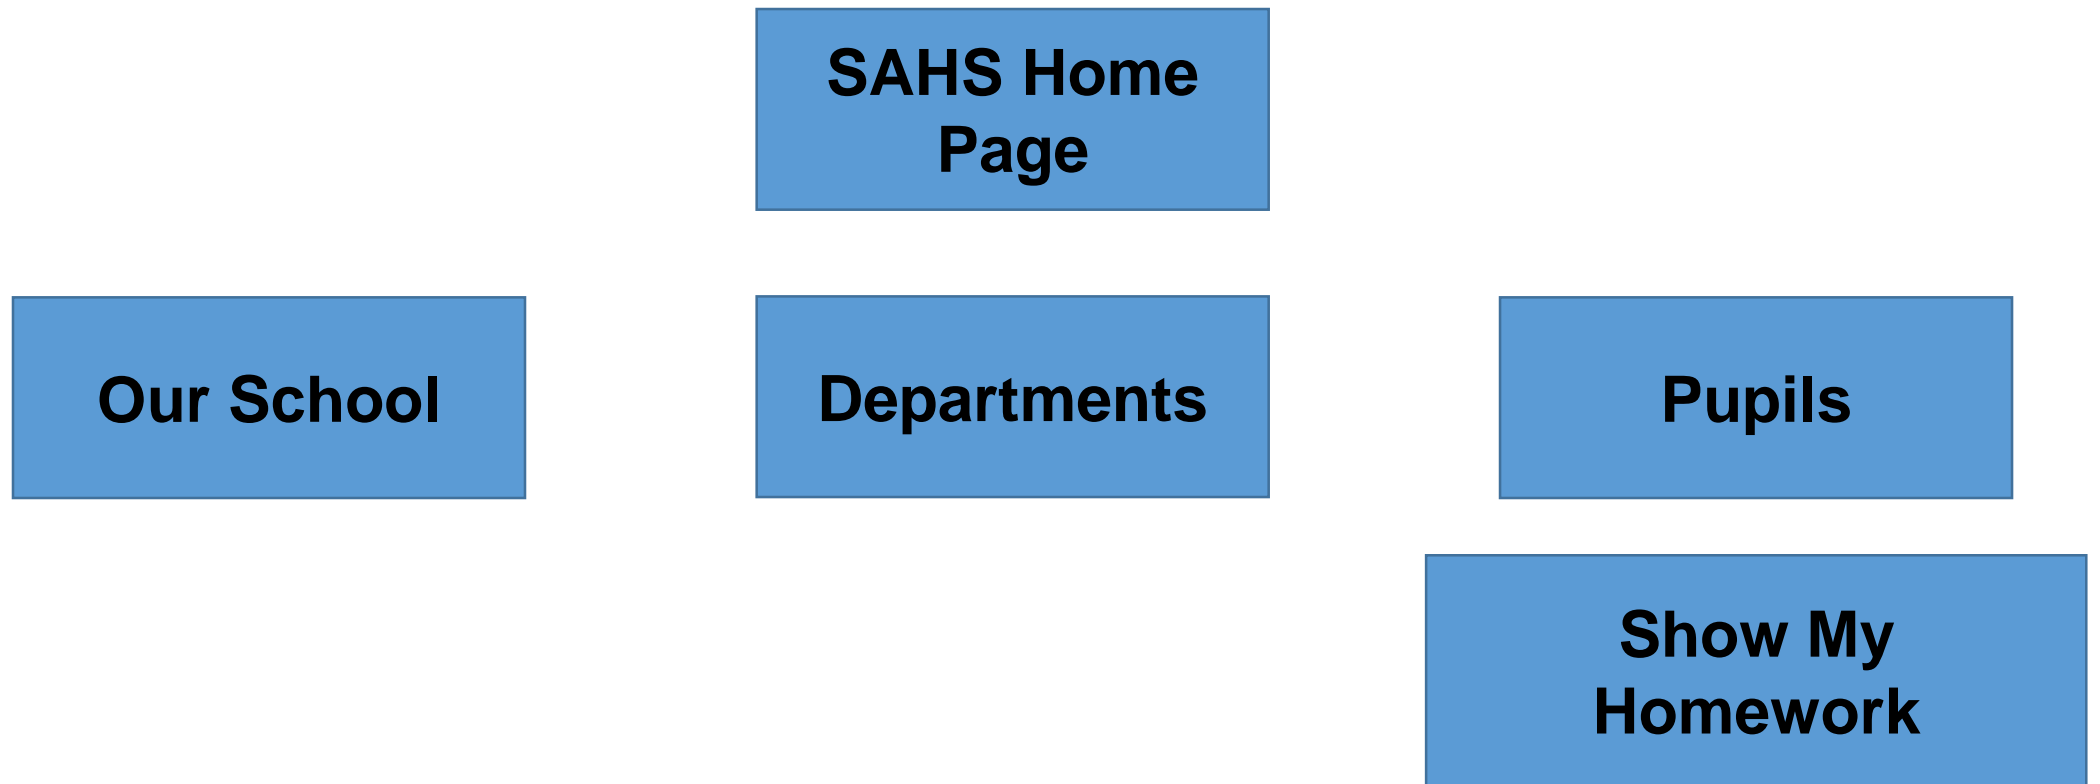 SAHS Home
Page
Our School
Departments
Pupils
Show My
Homework